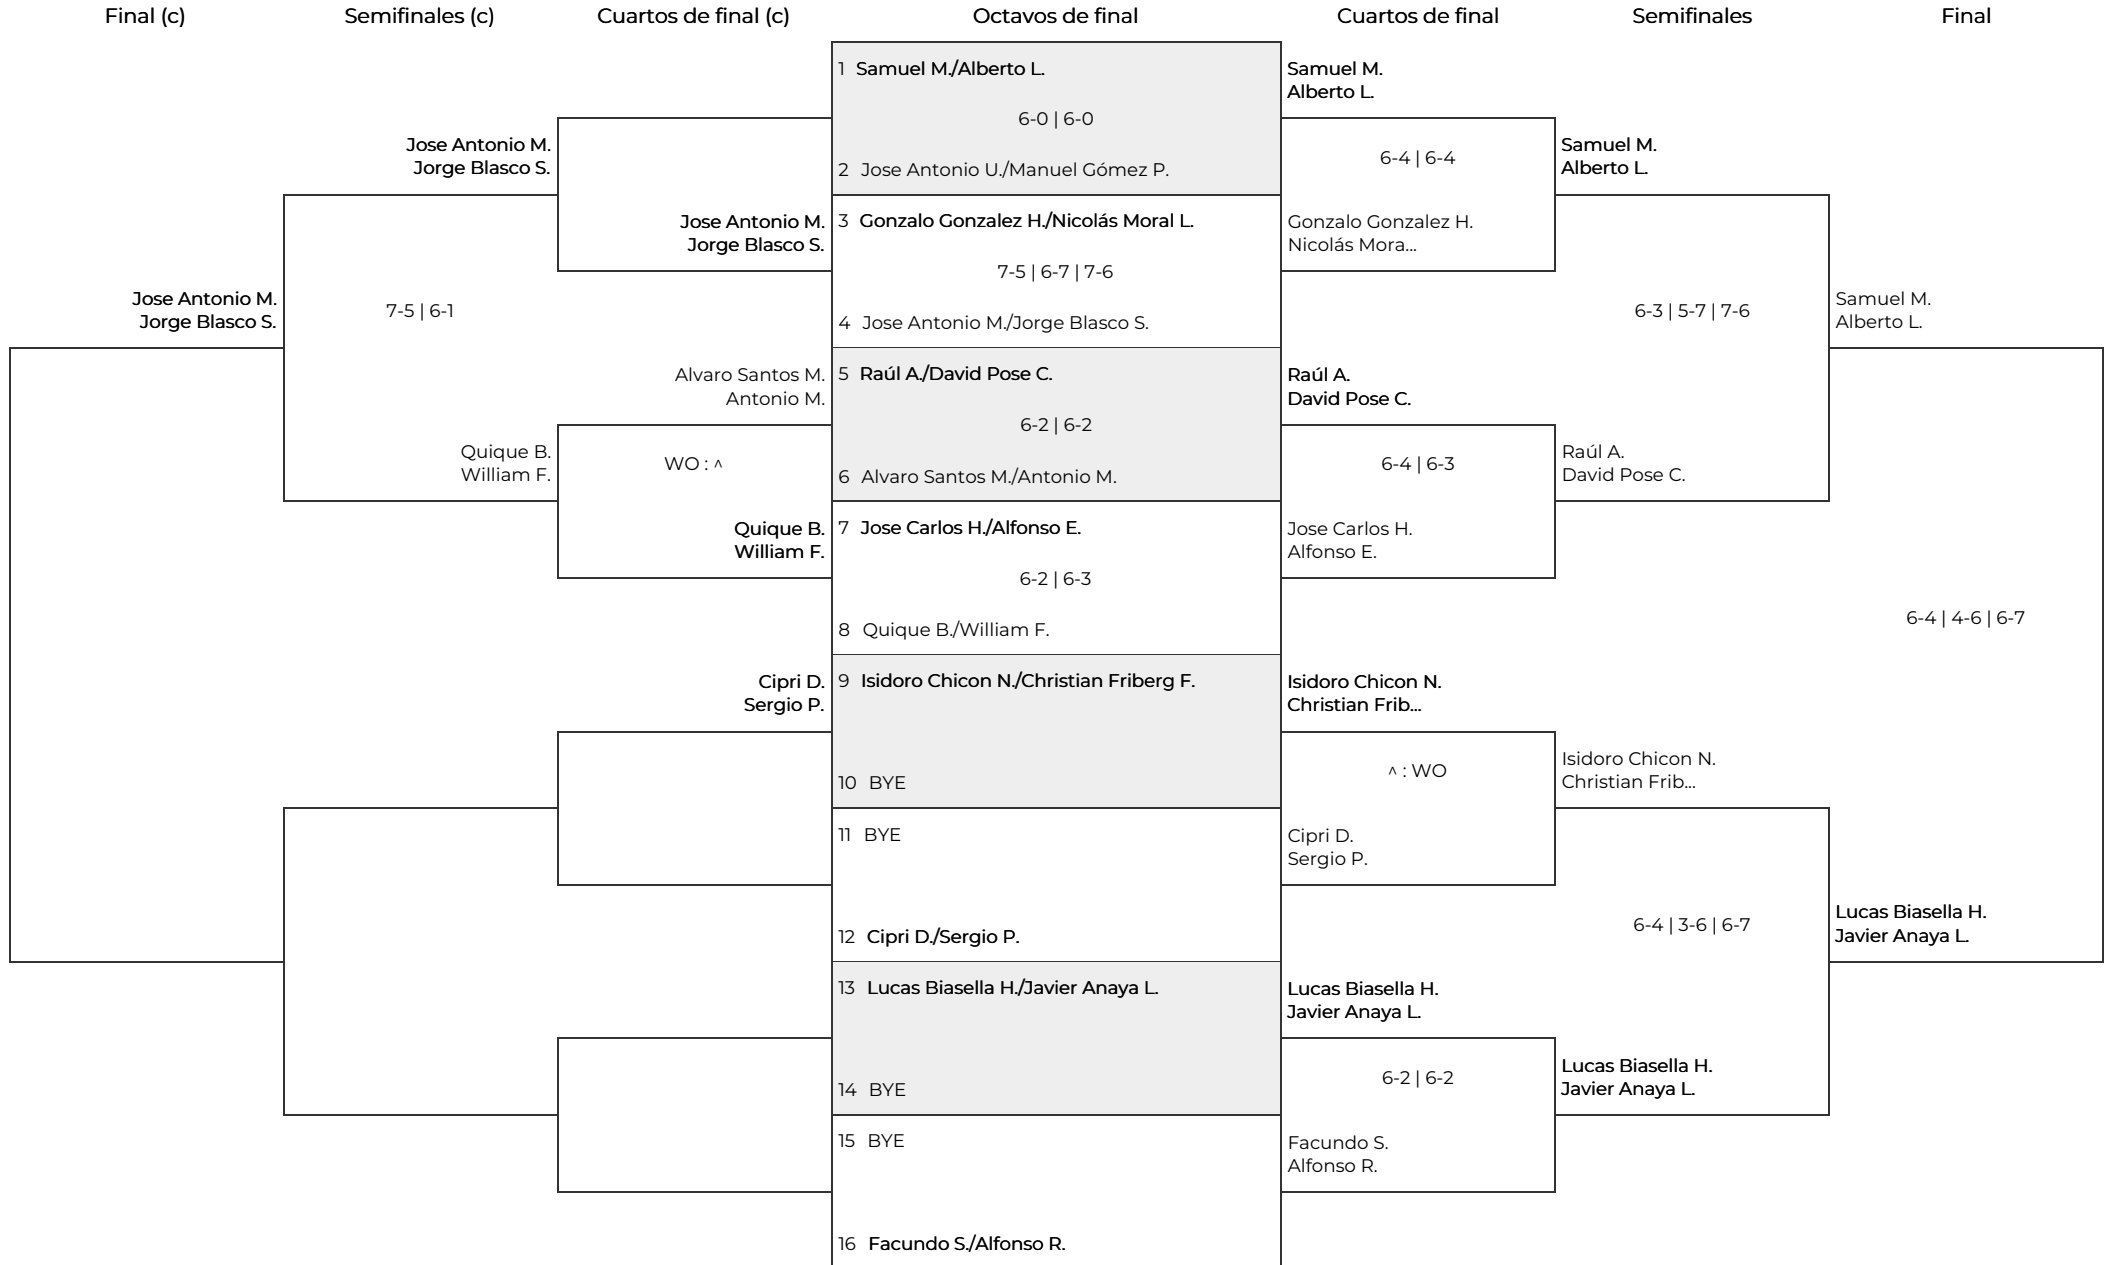 Final (c)
Semifinales (c)
Cuartos de final (c)
Octavos de final
Cuartos de final
Semifinales
Final
Jose Antonio M.
Jorge Blasco S.
7-5 | 6-1
Jose Antonio M.
Jorge Blasco S.
Quique B.
William F.
Jose Antonio M.
Jorge Blasco S.
Alvaro Santos M.
Antonio M.
WO : ^
Quique B.
William F.
Cipri D.
Sergio P.
1 Samuel M./Alberto L.
6-0 | 6-0
2 Jose Antonio U./Manuel Gómez P.
3 Gonzalo Gonzalez H./Nicolás Moral L.
7-5 | 6-7 | 7-6
4 Jose Antonio M./Jorge Blasco S.
5 Raúl A./David Pose C.
6-2 | 6-2
6 Alvaro Santos M./Antonio M.
7 Jose Carlos H./Alfonso E.
6-2 | 6-3
8 Quique B./William F.
9 Isidoro Chicon N./Christian Friberg F.
10 BYE
11 BYE
12 Cipri D./Sergio P.
13 Lucas Biasella H./Javier Anaya L.
14 BYE
15 BYE
16 Facundo S./Alfonso R.
Samuel M.
Alberto L.
6-4 | 6-4
Gonzalo Gonzalez H.
Nicolás Mora...
Raúl A.
David Pose C.
6-4 | 6-3
Jose Carlos H.
Alfonso E.
Isidoro Chicon N.
Christian Frib...
^ : WO
Cipri D.
Sergio P.
Lucas Biasella H.
Javier Anaya L.
6-2 | 6-2
Facundo S.
Alfonso R.
Samuel M.
Alberto L.
6-3 | 5-7 | 7-6
Raúl A.
David Pose C.
Isidoro Chicon N.
Christian Frib...
6-4 | 3-6 | 6-7
Lucas Biasella H.
Javier Anaya L.
Samuel M.
Alberto L.
6-4 | 4-6 | 6-7
Lucas Biasella H.
Javier Anaya L.